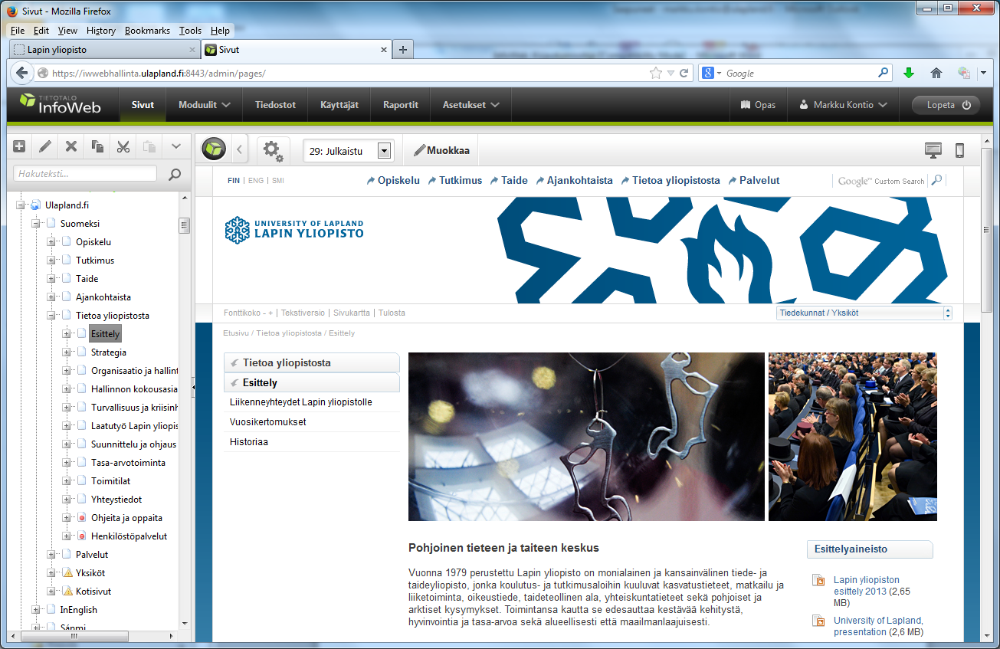 Sivut - Mozilla Firefox
File Edit View History Bookmarks Tools Help
Lapin yliopisto
Sivut
https://iwwebhallinta.ulapland.fi:8443/admin/pages/
Google
TIETOTALO
InfoWeb
Sivut Moduulit Tiedostot Käyttäjät Raportit Asetukset Opas Markku Kontio Lopeta
29: Julkaistu
Muokkaa
Hakuteksti...
Ulapland.fi
Suomeksi
Opiskelu
Tutkimus
Taide
Ajankohtaista
Tietoa yliopistosta
Esittely
Strategia
Organisaatio ja hallint
Hallinnon kokousasia
Turvallisuus ja kriisinh
Laatutyö Lapin yliopis
Suunnittelu ja ohjaus
Tasa-arvotoiminta
Toimitilat
Yhteystiedot
Ohjeita ja oppaita
Henkilöstöpalvelut
Palvelut
Yksiköt
Kotisivut
InEnglish
Sánmi
FIN | ENG | SMI
Opiskelu Tutkimus Taide Ajankohtaista Tietoa yliopistosta Palvelut
Google™ Custom Search
UNIVERSITY OF LAPLAND
LAPIN YLIOPISTO
Fonttikoko - + | Tekstiversio | Sivukartta | Tulosta
Tiedekunnat / Yksiköt
Etusivu / Tietoa yliopistosta / Esittely
Tietoa yliopistosta
Esittely
Liikenneyhteydet Lapin yliopistolle
Vuosikertomukset
Historiaa
Pohjoinen tieteen ja taiteen keskus
Vuonna 1979 perustettu Lapin yliopisto on monialainen ja kansainvälinen tiede- ja
taideyliopisto, jonka koulutus- ja tutkimusaloihin kuuluvat kasvatustieteet, matkailu ja
liiketoiminta, oikeustiede, taideteollinen ala, yhteiskuntatieteet sekä pohjoiset ja
arktiset kysymykset. Toimintansa kautta se edesauttaa kestävää kehitystä,
hyvinvointia ja tasa-arvoa sekä alueellisesti että maailmanlaajuisesti.
Esittelyaineisto
Lapin yliopiston
esittely 2013 (2,65
MB)
University of Lapland,
presentation (2,6 MB)